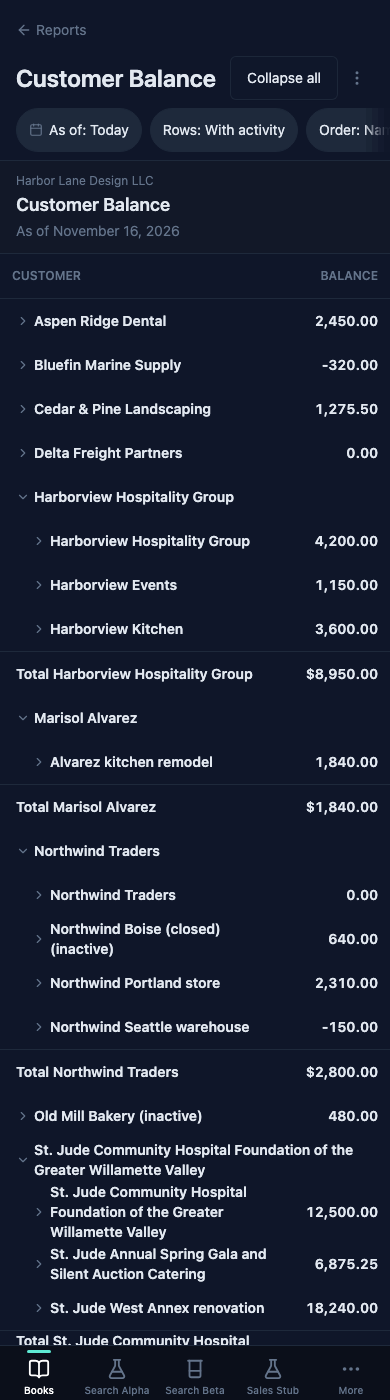 Reports
Customer Balance
Collapse all
As of: Today
Rows: With activity
Order: Nam
Harbor Lane Design LLC
Customer Balance
As of November 16, 2026
CUSTOMER BALANCE
Aspen Ridge Dental 2,450.00
Bluefin Marine Supply -320.00
Cedar & Pine Landscaping 1,275.50
Delta Freight Partners 0.00
Harborview Hospitality Group
Harborview Hospitality Group 4,200.00
Harborview Events 1,150.00
Harborview Kitchen 3,600.00
Total Harborview Hospitality Group $8,950.00
Marisol Alvarez
Alvarez kitchen remodel 1,840.00
Total Marisol Alvarez $1,840.00
Northwind Traders
Northwind Traders 0.00
Northwind Boise (closed)
(inactive) 640.00
Northwind Portland store 2,310.00
Northwind Seattle warehouse -150.00
Total Northwind Traders $2,800.00
Old Mill Bakery (inactive) 480.00
St. Jude Community Hospital Foundation of the
Greater Willamette Valley
St. Jude Community Hospital
Foundation of the Greater 12,500.00
Willamette Valley
St. Jude Annual Spring Gala and
Silent Auction Catering 6,875.25
St. Jude West Annex renovation 18,240.00
Total St. Jude Community Hospital
Books
Search Alpha
Search Beta
Sales Stub
More